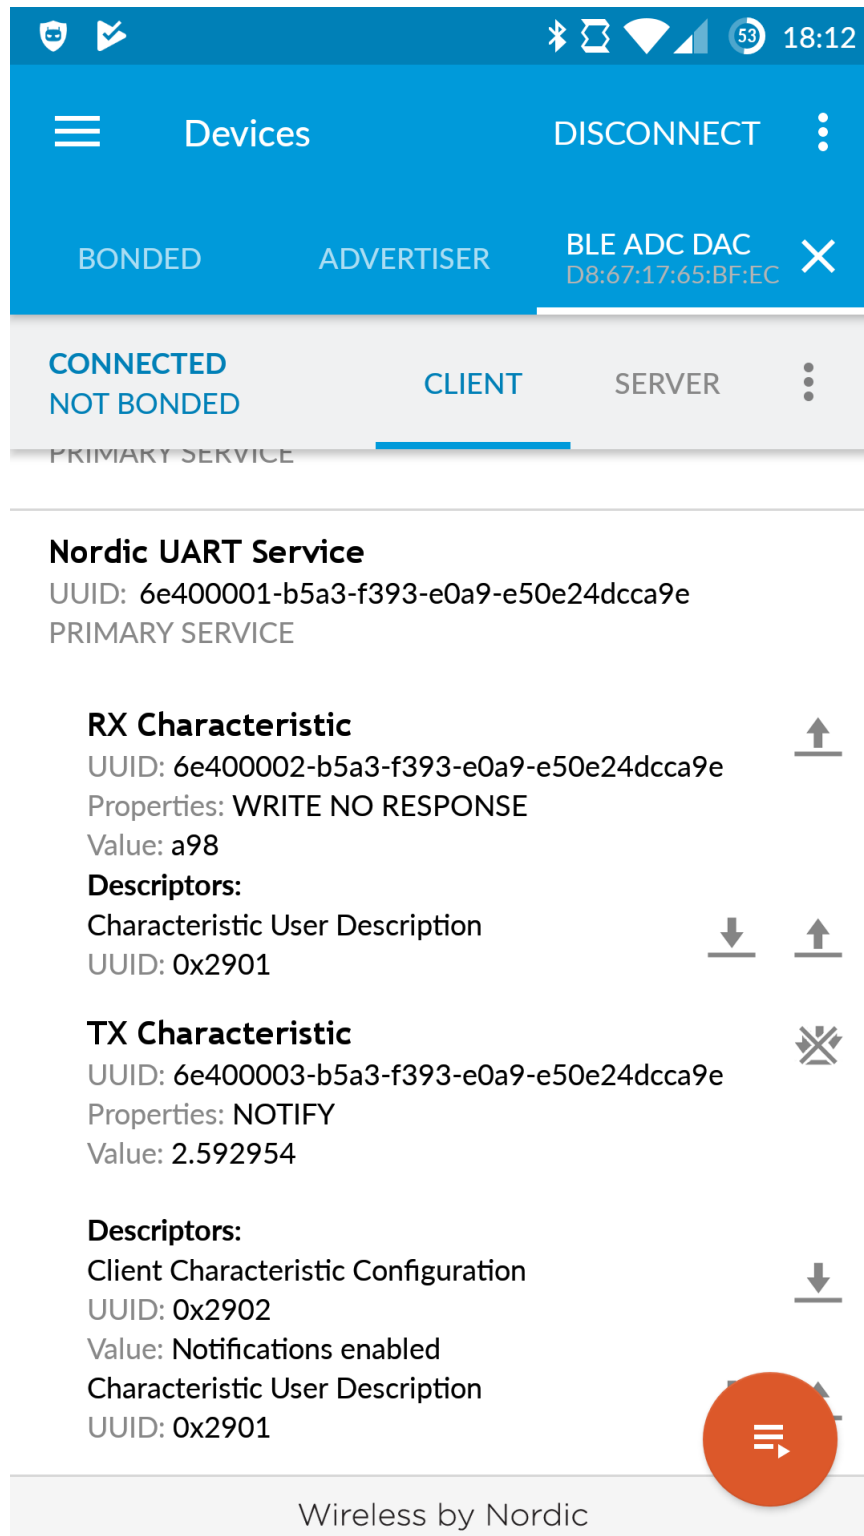 53 18:12
Devices DISCONNECT
BONDED ADVERTISER BLE ADC DAC
D8:67:17:65:BF:EC
CONNECTED
NOT BONDED
CLIENT SERVER
PRIMARY SERVICE
Nordic UART Service
UUID: 6e400001-b5a3-f393-e0a9-e50e24dcca9e
PRIMARY SERVICE
RX Characteristic
UUID: 6e400002-b5a3-f393-e0a9-e50e24dcca9e
Properties: WRITE NO RESPONSE
Value: a98
Descriptors:
Characteristic User Description
UUID: 0x2901
TX Characteristic
UUID: 6e400003-b5a3-f393-e0a9-e50e24dcca9e
Properties: NOTIFY
Value: 2.592954
Descriptors:
Client Characteristic Configuration
UUID: 0x2902
Value: Notifications enabled
Characteristic User Description
UUID: 0x2901
Wireless by Nordic